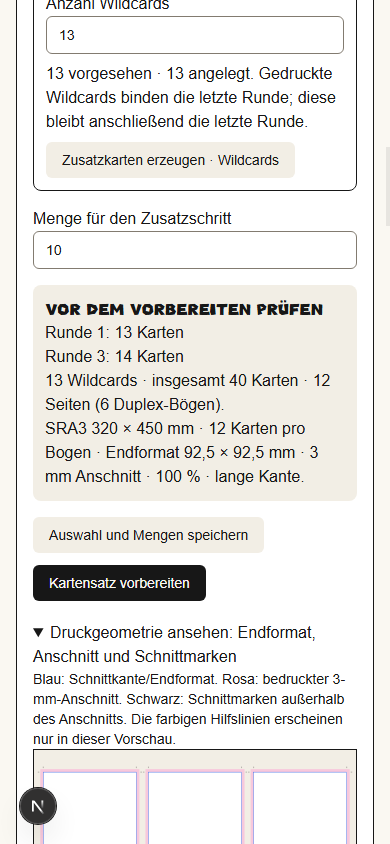 Anzahl Wildcards
13
13 vorgesehen · 13 angelegt. Gedruckte
Wildcards binden die letzte Runde; diese
bleibt anschließend die letzte Runde.
Zusatzkarten erzeugen · Wildcards
Menge für den Zusatzschritt
10
VOR DEM VORBEREITEN PRÜFEN
Runde 1: 13 Karten
Runde 3: 14 Karten
13 Wildcards · insgesamt 40 Karten · 12
Seiten (6 Duplex-Bögen).
SRA3 320 × 450 mm · 12 Karten pro
Bogen · Endformat 92,5 × 92,5 mm · 3
mm Anschnitt · 100 % · lange Kante.
Auswahl und Mengen speichern
Kartensatz vorbereiten
▼ Druckgeometrie ansehen: Endformat,
Anschnitt und Schnittmarken
Blau: Schnittkante/Endformat. Rosa: bedruckter 3-
mm-Anschnitt. Schwarz: Schnittmarken außerhalb
des Anschnitts. Die farbigen Hilfslinien erscheinen
nur in dieser Vorschau.
N